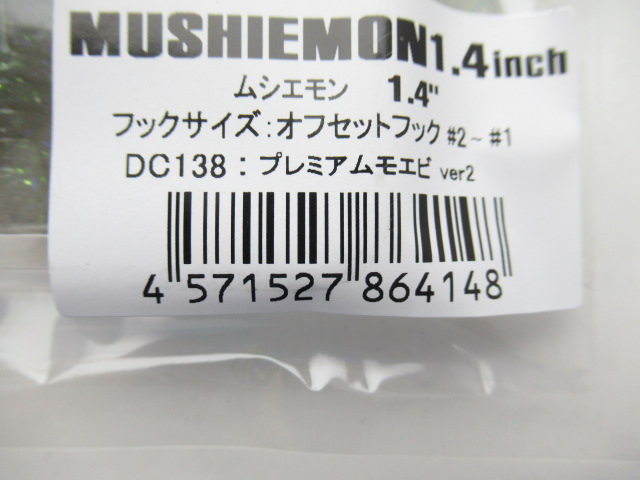 MUSHIEMON1.4inch
ムシエモン 1.4"
フックサイズ:オフセットフック #2~#1
DC138:プレミアムモエビ ver2
4 571527 864148